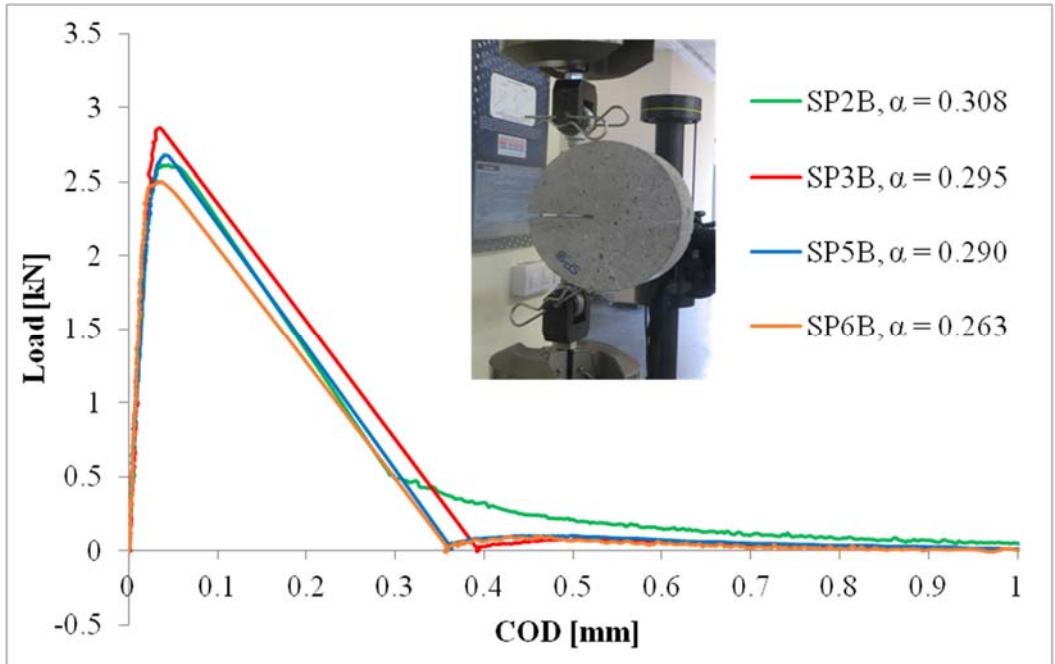 3.5
3
2.5
2
1.5
1
0.5
0
-0.5
Load [kN]
0 0.1 0.2 0.3 0.4 0.5 0.6 0.7 0.8 0.9 1
COD [mm]
SP2B, α = 0.308
SP3B, α = 0.295
SP5B, α = 0.290
SP6B, α = 0.263